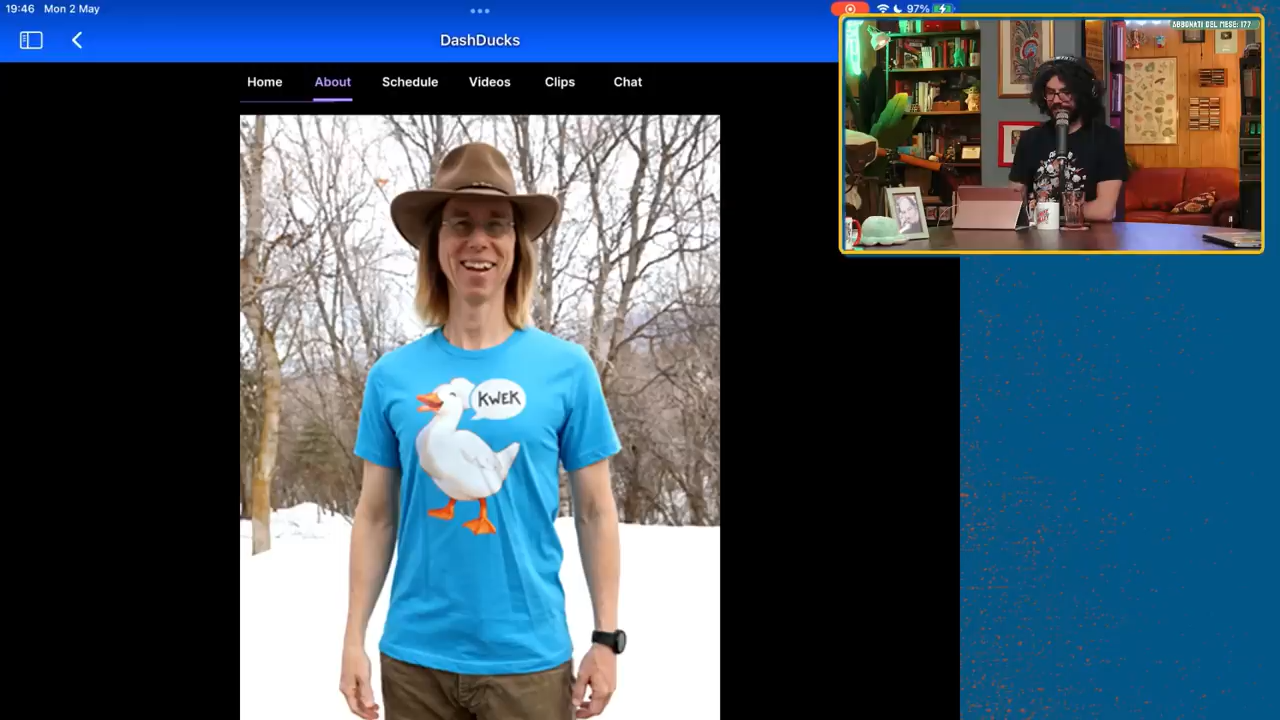 19:46 Mon 2 May
97%
DashDucks
ABBONATI DEL MESE: 177
Home About Schedule Videos Clips Chat
KWEK